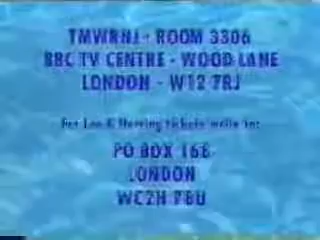 TMWRNJ - ROOM 3306
BBC TV CENTRE - WOOD LANE
LONDON - W12 7RJ
For Lee & Herring tickets write to:
PO BOX 168
LONDON
WC2H 7BU